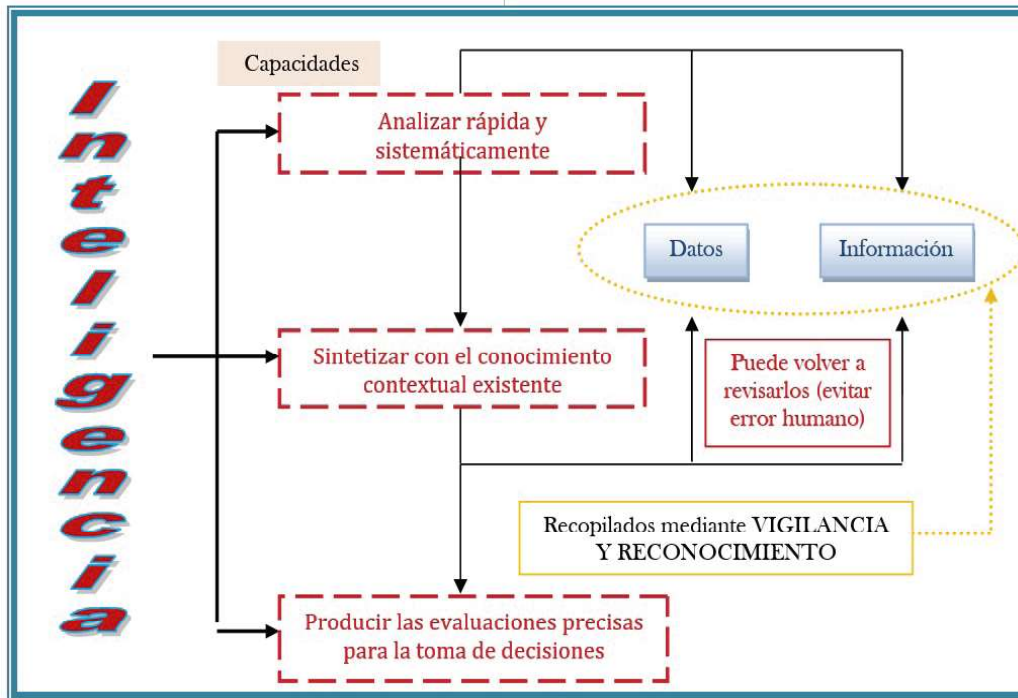 Inteligencia
Capacidades
Analizar rápida y
sistemáticamente
Datos
Información
Sintetizar con el conocimiento
contextual existente
Puede volver a
revisarlos (evitar
error humano)
Recopilados mediante VIGILANCIA
Y RECONOCIMIENTO
Producir las evaluaciones precisas
para la toma de decisiones